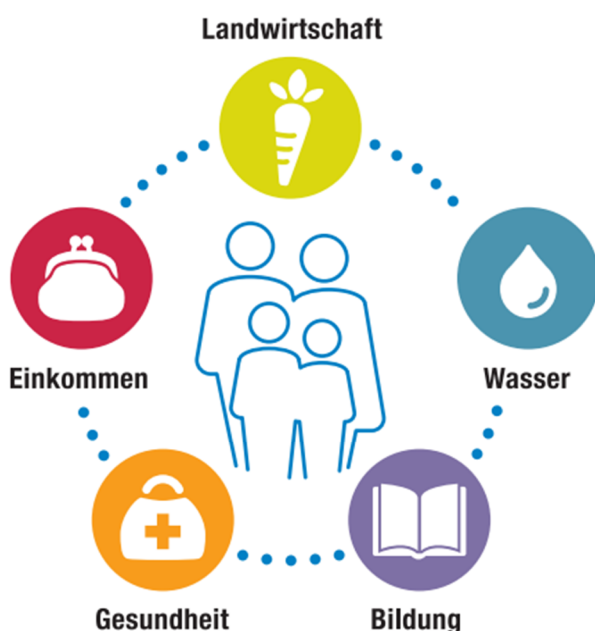 Landwirtschaft
Einkommen
Wasser
Gesundheit
Bildung